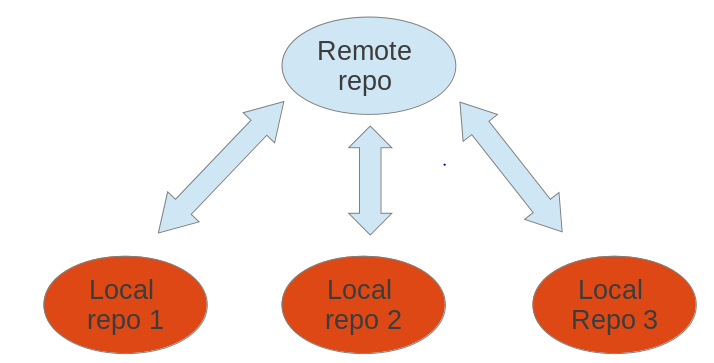 Remote
repo
Local
repo 1
Local
repo 2
Local
Repo 3